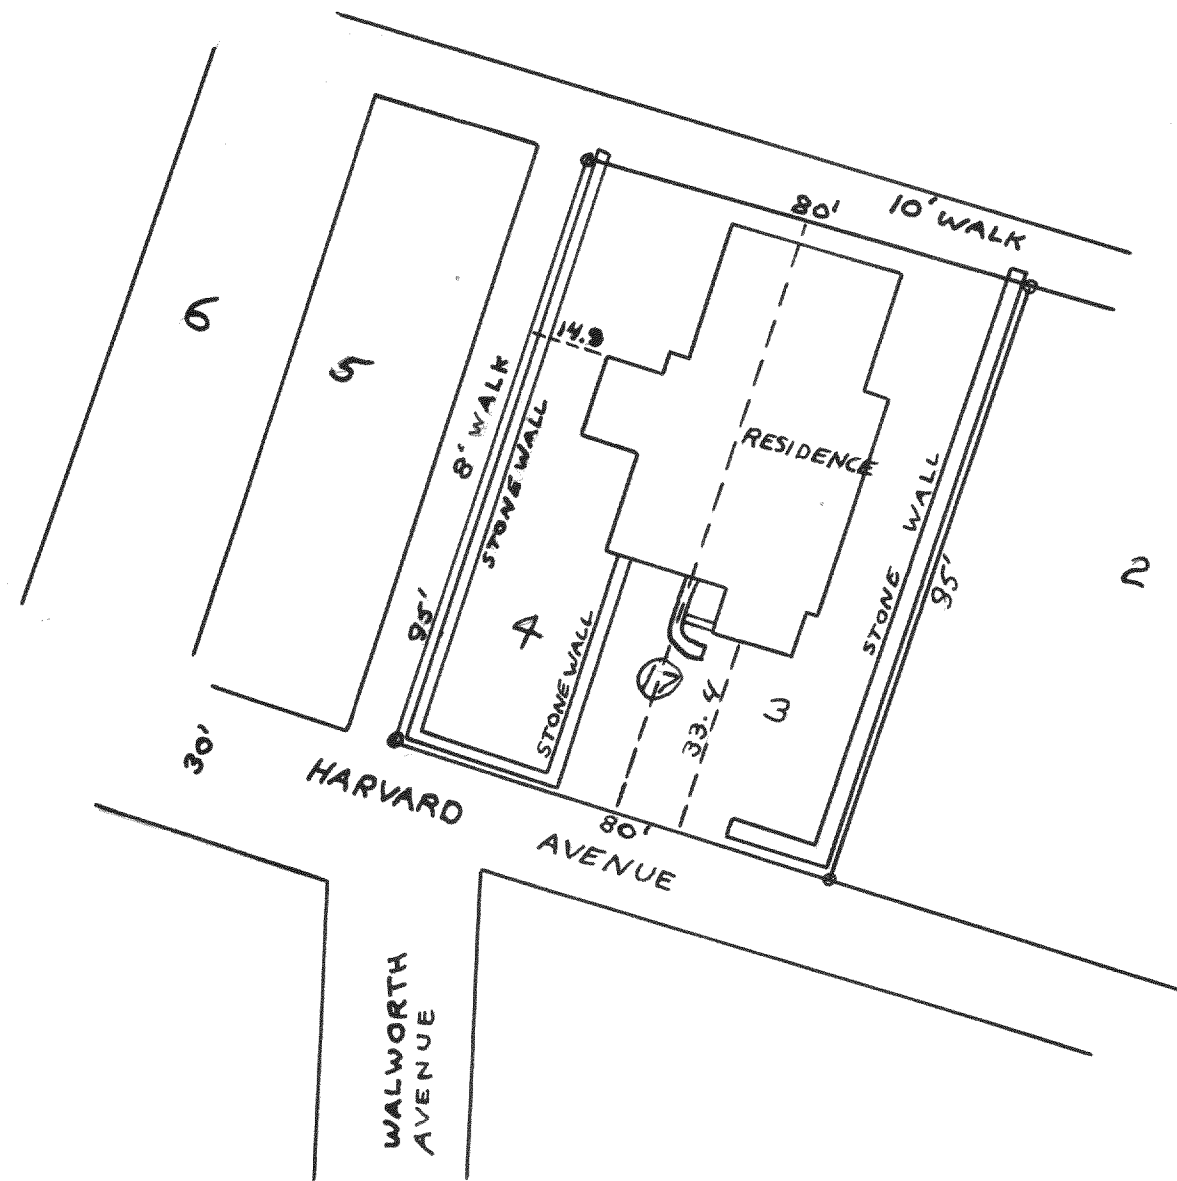 80'
10' WALK
6
5
14.9
8' WALK
STONE WALL
RESIDENCE
STONE WALL
95'
2
95'
4
STONE WALL
33.4
3
30'
HARVARD AVENUE
80'
WALWORTH
AVENUE